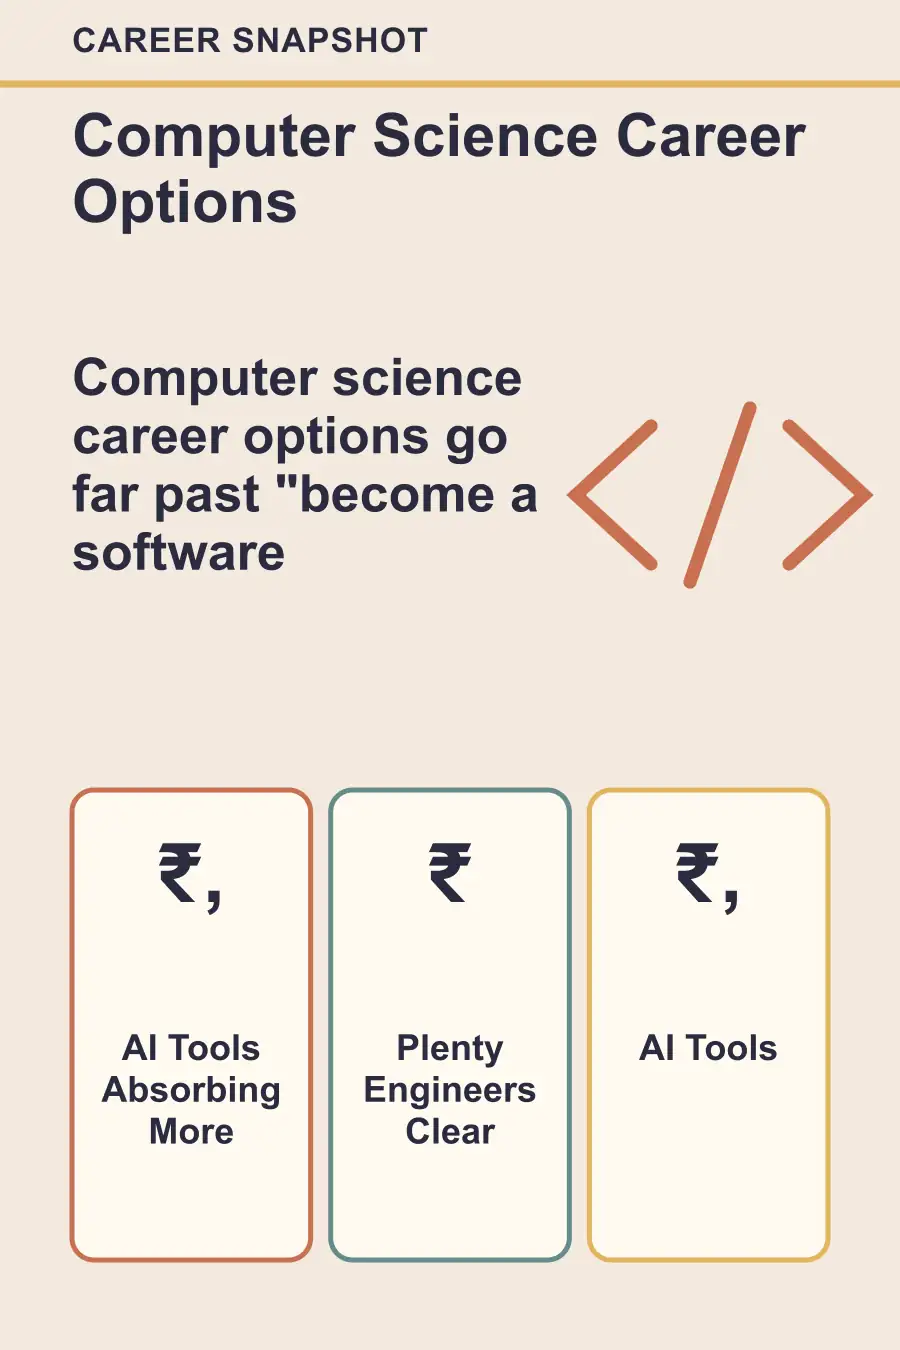 CAREER SNAPSHOT
Computer Science Career
Options
Computer science
career options go
far past "become a
software
</>
₹,
AI Tools
Absorbing
More
₹
Plenty
Engineers
Clear
₹,
AI Tools